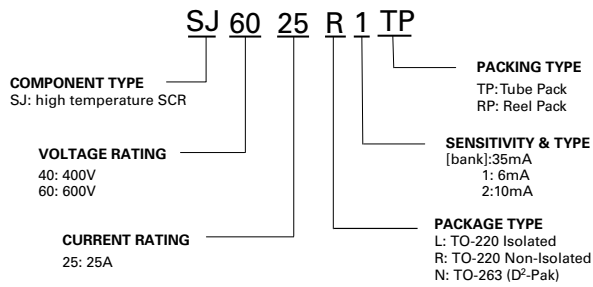 SJ 60 25 R 1 TP
COMPONENT TYPE
SJ: high temperature SCR
VOLTAGE RATING
40: 400V
60: 600V
CURRENT RATING
25: 25A
PACKING TYPE
TP: Tube Pack
RP: Reel Pack
SENSITIVITY & TYPE
[bank]:35mA
1: 6mA
2:10mA
PACKAGE TYPE
L: TO-220 Isolated
R: TO-220 Non-Isolated
N: TO-263 (D²-Pak)